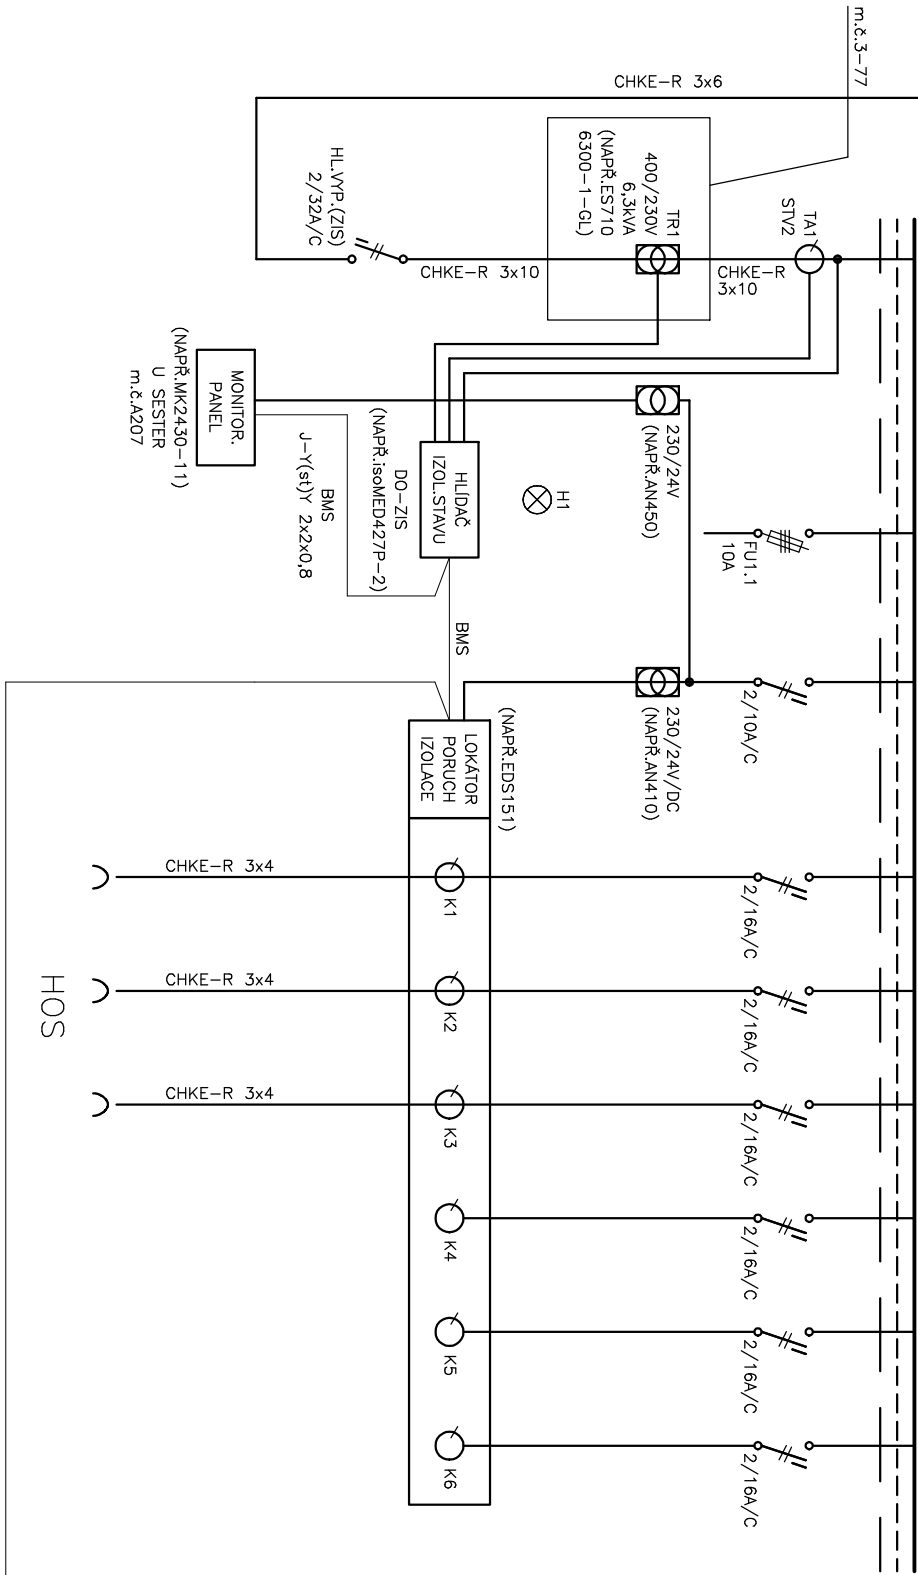 m.č.3-77
CHKE-R 3x6
HL.VYP.(ZIS)
2/32A/C
CHKE-R 3x10
TR1
400/230V
6,3kVA
(NAPŘ.ES710
6300-1-GL)
CHKE-R
3x10
TA1
STV2
MONITOR.
PANEL
(NAPŘ.MK2430-11)
U SESTER
m.č.A207
BMS
J-Y(st)Y 2x2x0,8
HLÍDAČ
IZOL.STAVU
DO-ZIS
(NAPŘ.isoMED427P-2)
H1
230/24V
(NAPŘ.AN450)
FU1.1
10A
BMS
230/24V/DC
(NAPŘ.AN410)
2/10A/C
LOKÁTOR
PORUCH
IZOLACE
(NAPŘ.EDS151)
CHKE-R 3x4
K1
2/16A/C
CHKE-R 3x4
K2
2/16A/C
CHKE-R 3x4
K3
2/16A/C
K4
2/16A/C
K5
2/16A/C
K6
2/16A/C
HOS